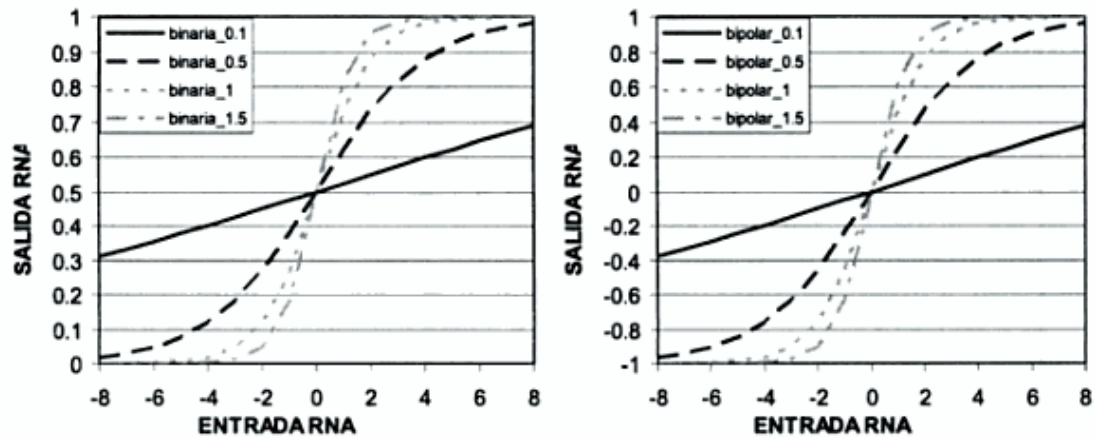 1
0.9
0.8
0.7
0.6
0.5
0.4
0.3
0.2
0.1
0
binaria_0.1
binaria_0.5
binaria_1
binaria_1.5
SALIDA RNA
-8 -6 -4 -2 0 2 4 6 8
ENTRADA RNA
1
0.8
0.6
0.4
0.2
0
-0.2
-0.4
-0.6
-0.8
-1
bipolar_0.1
bipolar_0.5
bipolar_1
bipolar_1.5
SALIDA RNA
-8 -6 -4 -2 0 2 4 6 8
ENTRADA RNA